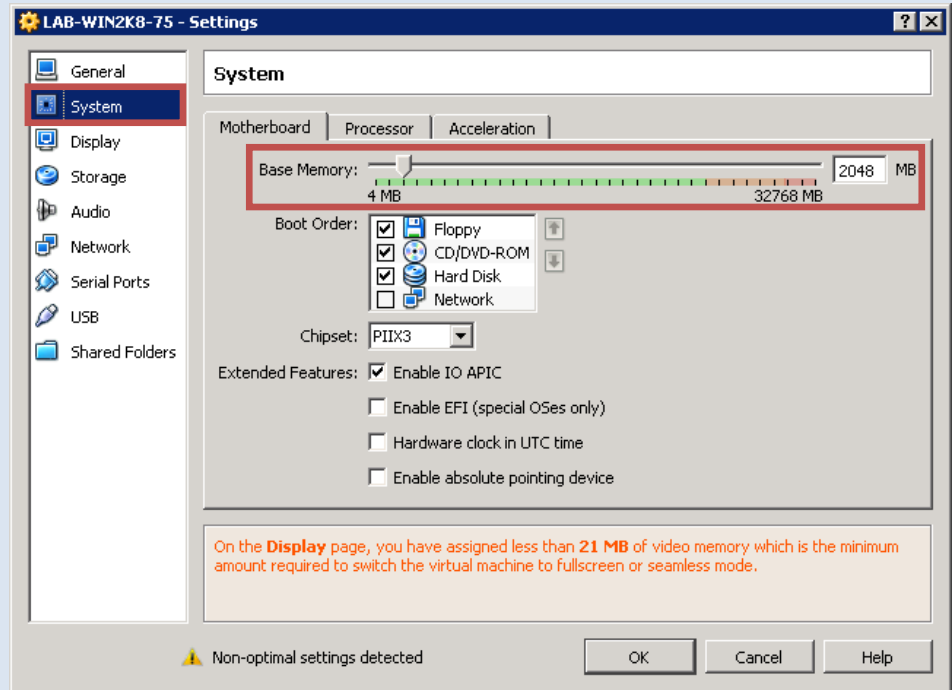 LAB-WIN2K8-75 - Settings
General
System
Display
Storage
Audio
Network
Serial Ports
USB
Shared Folders
System
Motherboard Processor Acceleration
Base Memory: 2048 MB
4 MB 32768 MB
Boot Order: Floppy
CD/DVD-ROM
Hard Disk
Network
Chipset: PIIX3
Extended Features: Enable IO APIC
Enable EFI (special OSes only)
Hardware clock in UTC time
Enable absolute pointing device
On the Display page, you have assigned less than 21 MB of video memory which is the minimum
amount required to switch the virtual machine to fullscreen or seamless mode.
Non-optimal settings detected OK Cancel Help